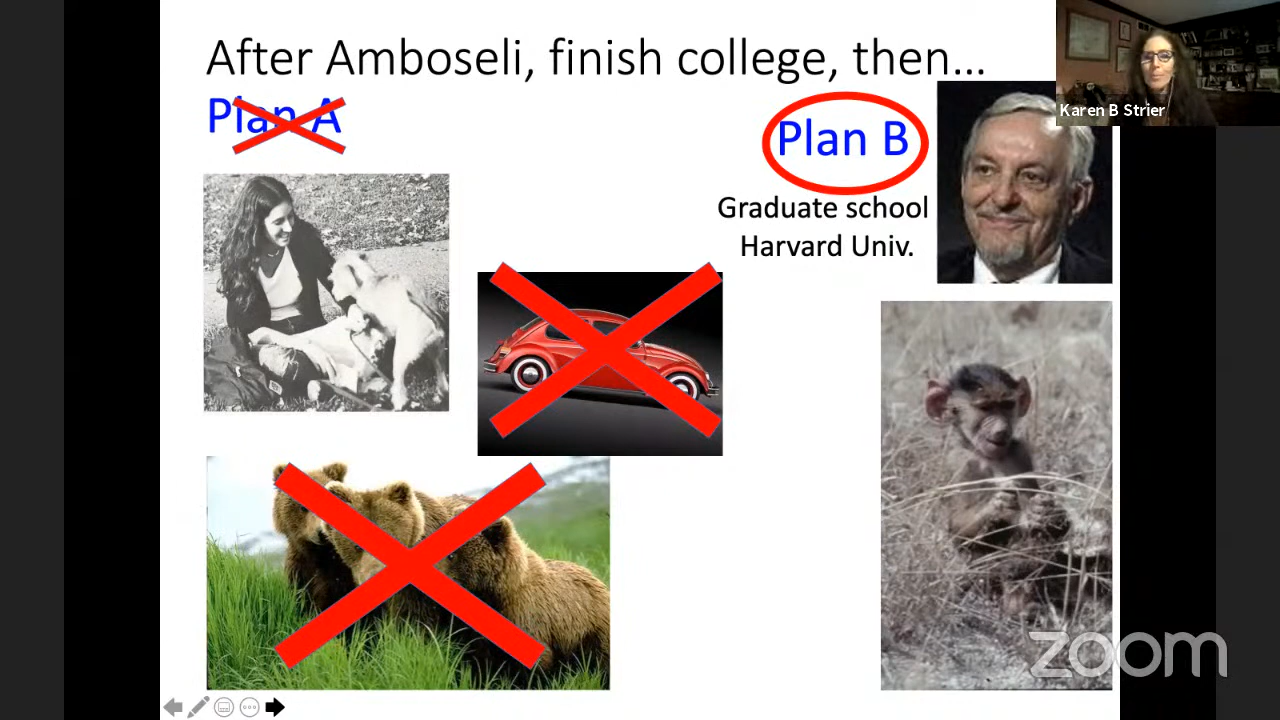 After Amboseli, finish college, then...
Plan A
Plan B
Graduate school
Harvard Univ.
Karen B Strier
zoom